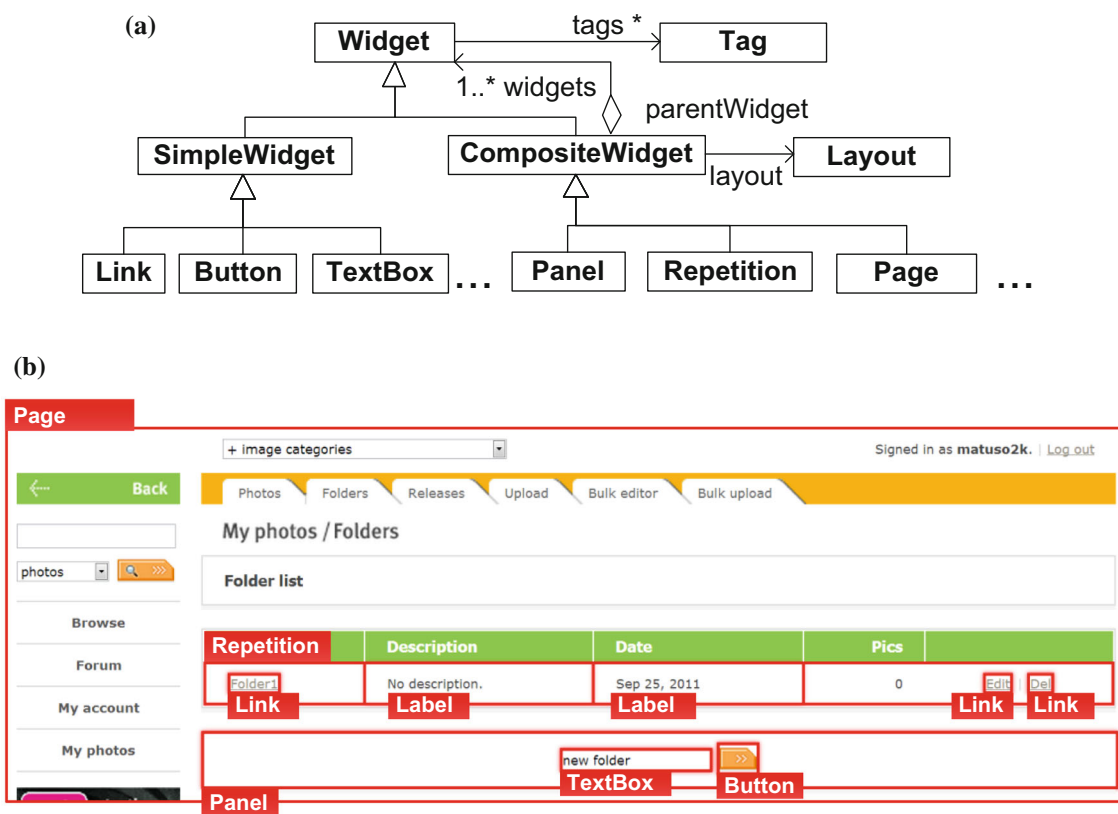 (a)
Widget
tags *
Tag
1..* widgets
parentWidget
SimpleWidget
CompositeWidget
layout
Layout
Link
Button
TextBox
...
Panel
Repetition
Page
...
(b)
Page
+ image categories
Signed in as matuso2k. | Log out
Back
Photos
Folders
Releases
Upload
Bulk editor
Bulk upload
My photos / Folders
photos
Folder list
Browse
Forum
My account
My photos
Repetition
Description
Date
Pics
Folder1
No description.
Sep 25, 2011
0
Edit | Del
Link
Label
Label
Link
Link
new folder
TextBox
Button
Panel